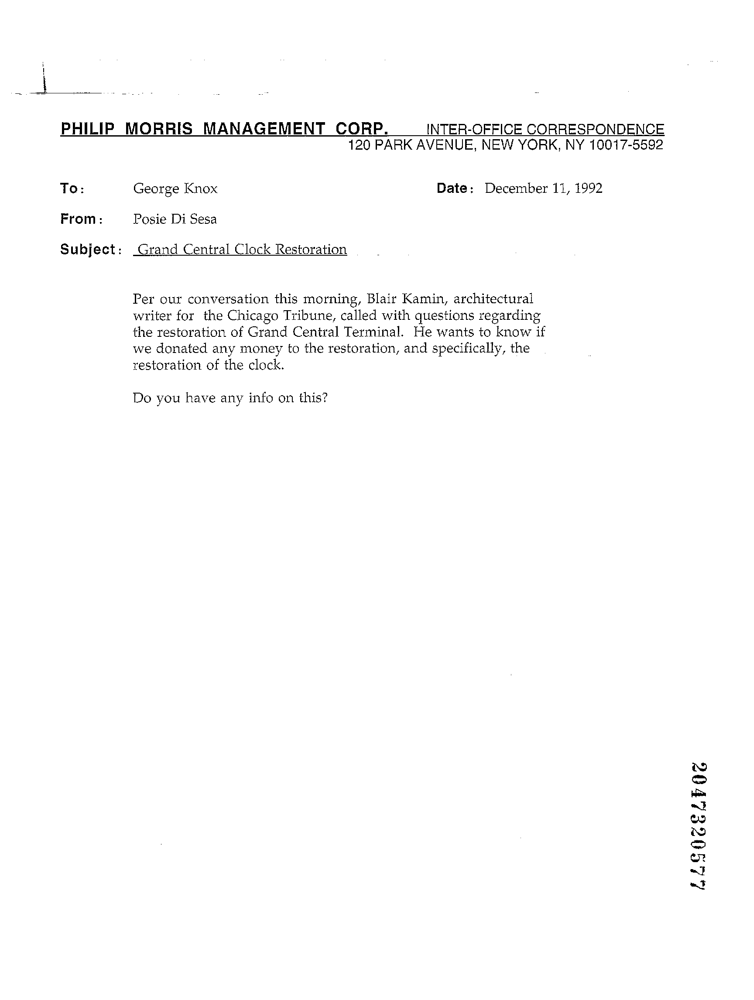 PHILIP MORRIS MANAGEMENT CORP. INTER-OFFICE CORRESPONDENCE
120 PARK AVENUE, NEW YORK, NY 10017-5592
To: George Knox Date: December 11, 1992
From: Posie Di Sesa
Subject: Grand Central Clock Restoration
Per our conversation this morning, Blair Kamin, architectural
writer for the Chicago Tribune, called with questions regarding
the restoration of Grand Central Terminal. He wants to know if
we donated any money to the restoration, and specifically, the
restoration of the clock.
Do you have any info on this?
2047320577